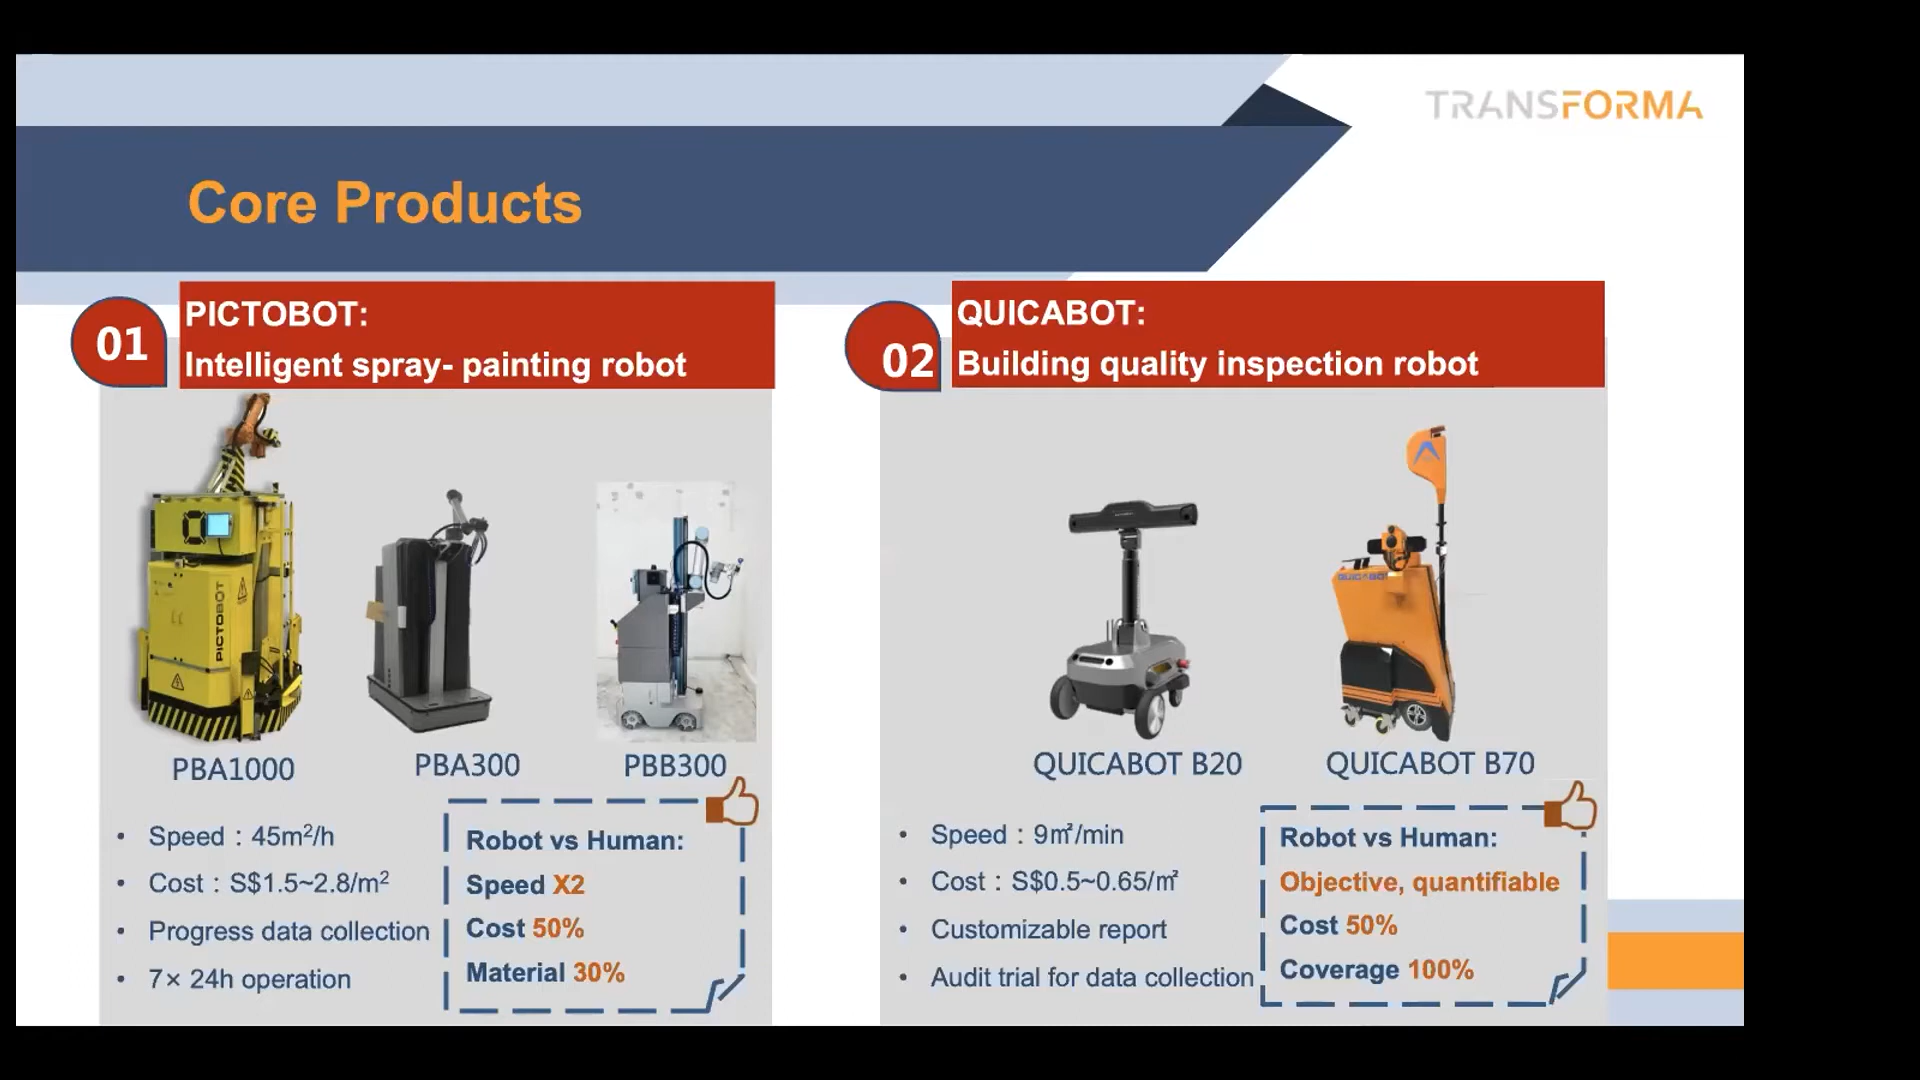 TRANSFORMA
Core Products
01
PICTOBOT:
Intelligent spray- painting robot
PICTOBOT
PBA1000
PBA300
PBB300
• Speed：45m²/h
• Cost：S$1.5~2.8/m²
• Progress data collection
• 7× 24h operation
Robot vs Human:
Speed X2
Cost 50%
Material 30%
02
QUICABOT:
Building quality inspection robot
QUICABOT
QUICABOT B20
QUICABOT B70
• Speed：9㎡/min
• Cost：S$0.5~0.65/㎡
• Customizable report
• Audit trial for data collection
Robot vs Human:
Objective, quantifiable
Cost 50%
Coverage 100%